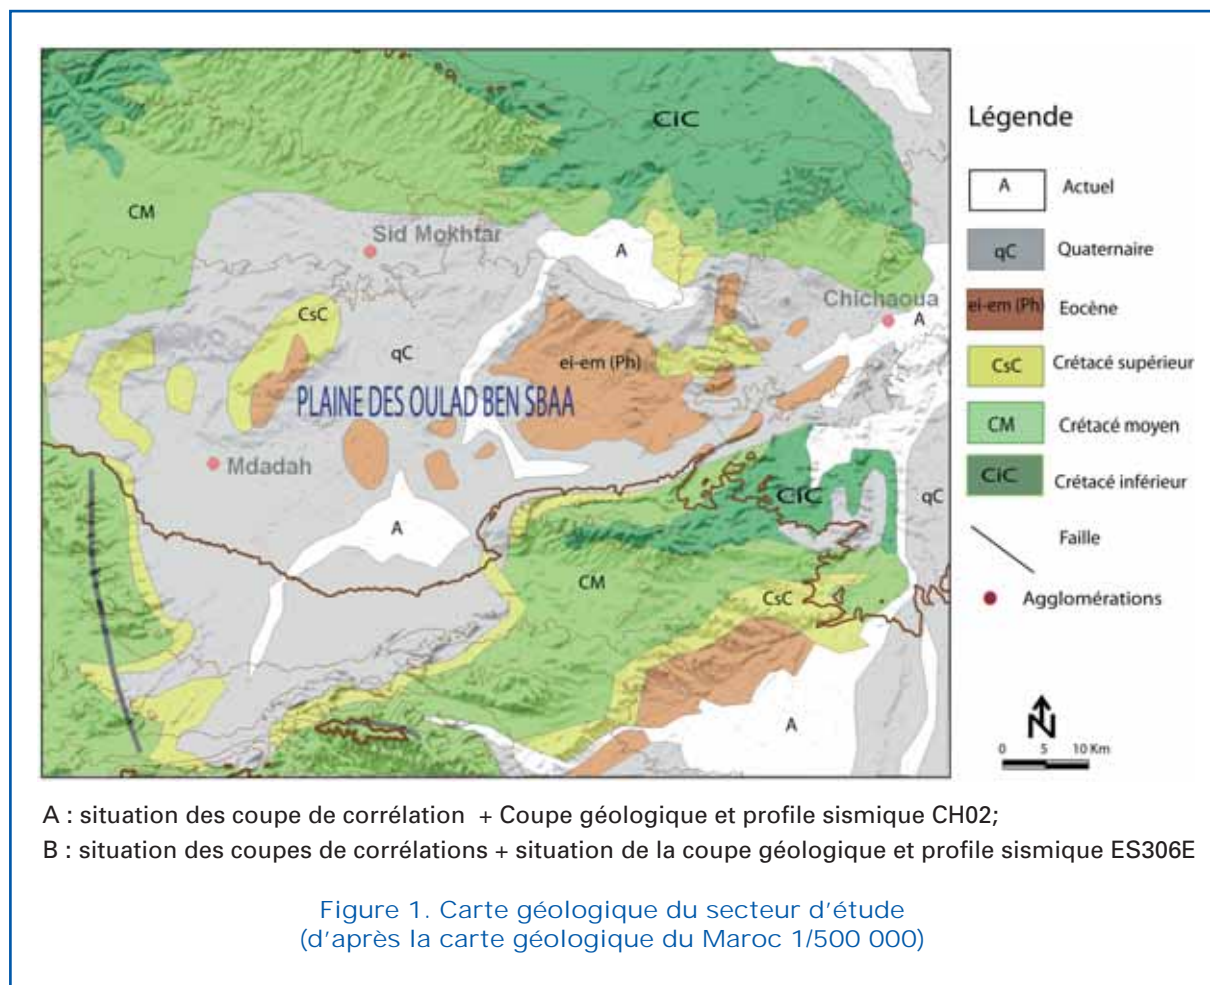 CiC
CM
Sid Mokhtar
A
Chichaoua
A
CsC
qC
ei-em (Ph)
PLAINE DES OULAD BEN SBAA
Mdadah
CiC
qC
A
CM
CsC
A
Légende
A Actuel
qC Quaternaire
ei-em (Ph) Eocène
CsC Crétacé supérieur
CM Crétacé moyen
CiC Crétacé inférieur
Faille
Agglomérations
N
0 5 10 Km
A : situation des coupe de corrélation + Coupe géologique et profile sismique CH02;
B : situation des coupes de corrélations + situation de la coupe géologique et profile sismique ES306E
Figure 1. Carte géologique du secteur d'étude
(d'après la carte géologique du Maroc 1/500 000)